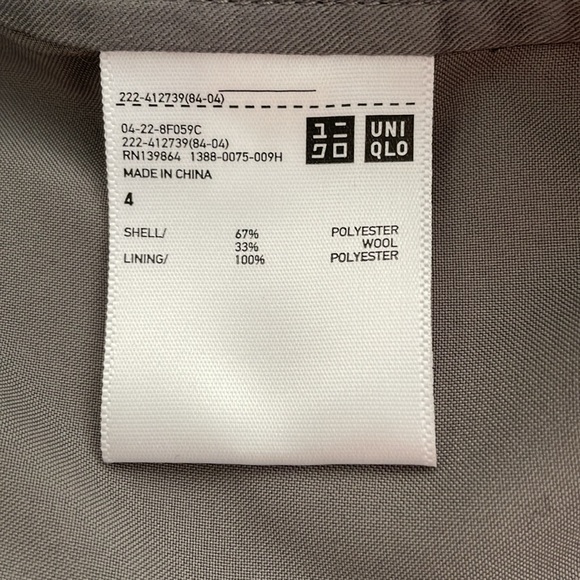 222-412739(84-04)
04-22-8F059C
222-412739(84-04)
RN139864 1388-0075-009H
MADE IN CHINA
ユニ
クロ
UNI
QLO
4
SHELL/ 67% POLYESTER
33% WOOL
LINING/ 100% POLYESTER